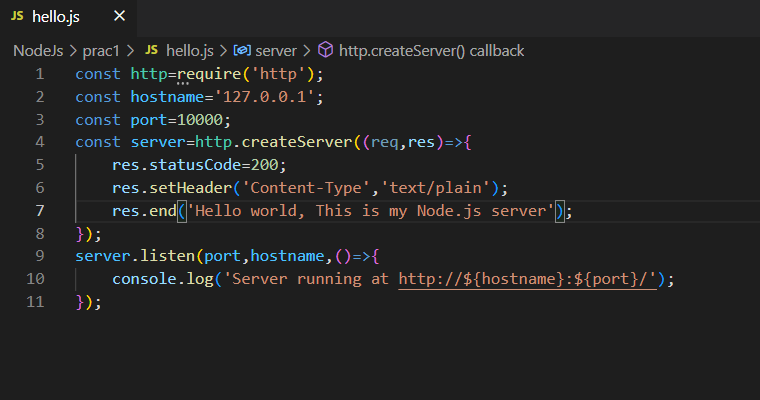 JS hello.js ×
NodeJs > prac1 > JS hello.js > server > http.createServer() callback
1 const http=require('http');
2 const hostname='127.0.0.1';
3 const port=10000;
4 const server=http.createServer((req,res)=>{
5 res.statusCode=200;
6 res.setHeader('Content-Type','text/plain');
7 res.end('Hello world, This is my Node.js server');
8 });
9 server.listen(port,hostname,()=>{
10 console.log('Server running at http://${hostname}:${port}/');
11 });